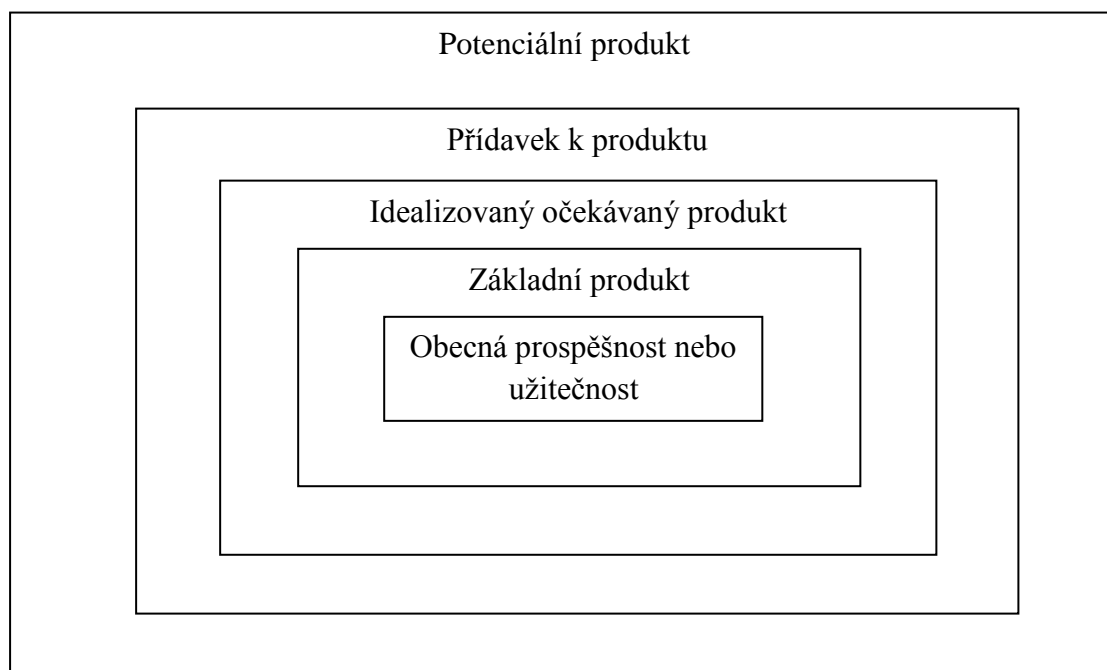 Potenciální produkt
Přídavek k produktu
Idealizovaný očekávaný produkt
Základní produkt
Obecná prospěšnost nebo
užitečnost